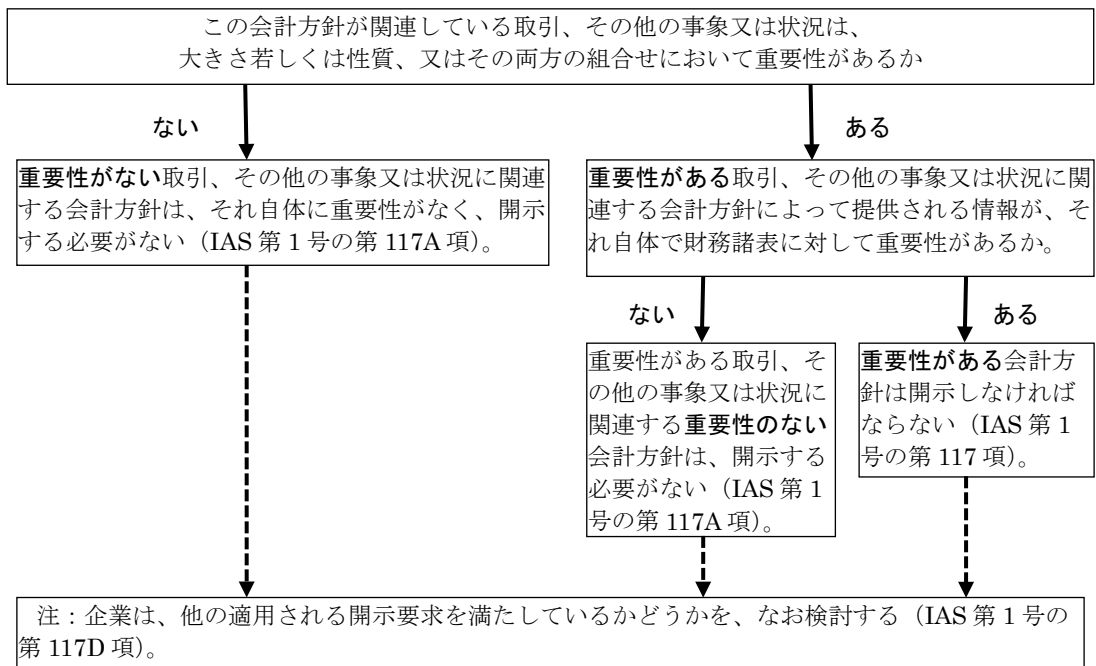 この会計方針が関連している取引、その他の事象又は状況は、
大きさ若しくは性質、又はその両方の組合せにおいて重要性があるか
ない
ある
重要性がない取引、その他の事象又は状況に関連
する会計方針は、それ自体に重要性がなく、開示
する必要がない（IAS 第 1 号の第 117A 項）。
重要性がある取引、その他の事象又は状況に関
連する会計方針によって提供される情報が、そ
れ自体で財務諸表に対して重要性があるか。
ない
ある
重要性がある取引、そ
の他の事象又は状況に
関連する重要性のない
会計方針は、開示する
必要がない（IAS 第 1
号の第 117A 項）。
重要性がある会計方
針は開示しなければ
ならない（IAS 第 1
号の第 117 項）。
注：企業は、他の適用される開示要求を満たしているかどうかを、なお検討する（IAS 第 1 号の
第 117D 項）。